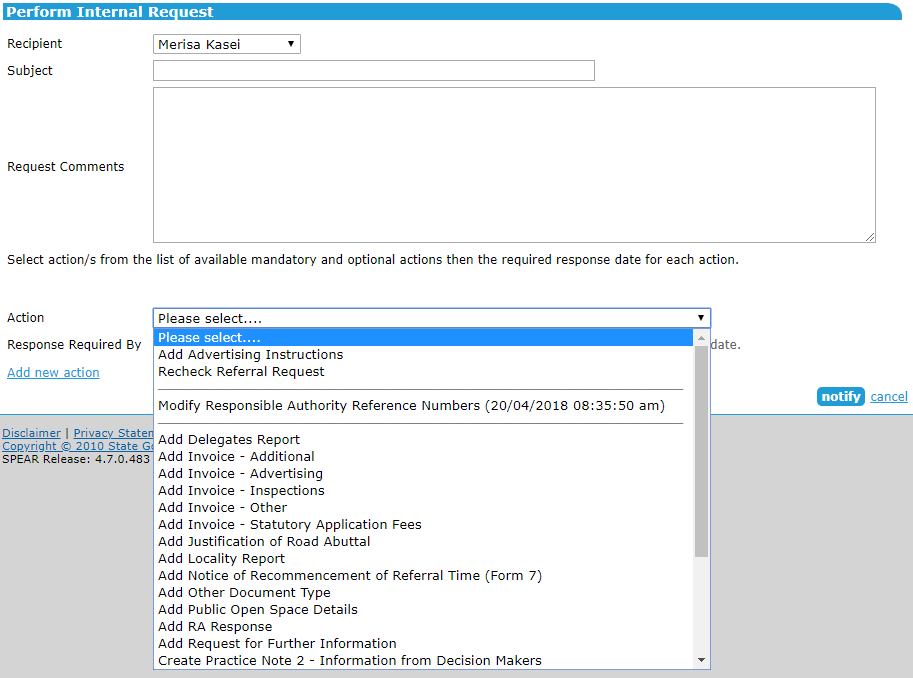 Perform Internal Request
Recipient
Merisa Kasei
Subject
Request Comments
Select action/s from the list of available mandatory and optional actions then the required response date for each action.
Action
Please select....
Response Required By
date.
Add new action
Please select....
Add Advertising Instructions
Recheck Referral Request
Modify Responsible Authority Reference Numbers (20/04/2018 08:35:50 am)
Add Delegates Report
Add Invoice - Additional
Add Invoice - Advertising
Add Invoice - Inspections
Add Invoice - Other
Add Invoice - Statutory Application Fees
Add Justification of Road Abuttal
Add Locality Report
Add Notice of Recommencement of Referral Time (Form 7)
Add Other Document Type
Add Public Open Space Details
Add RA Response
Add Request for Further Information
Create Practice Note 2 - Information from Decision Makers
notify cancel
Disclaimer | Privacy
Copyright © 2010 State
SPEAR Release: 4.7.0.483